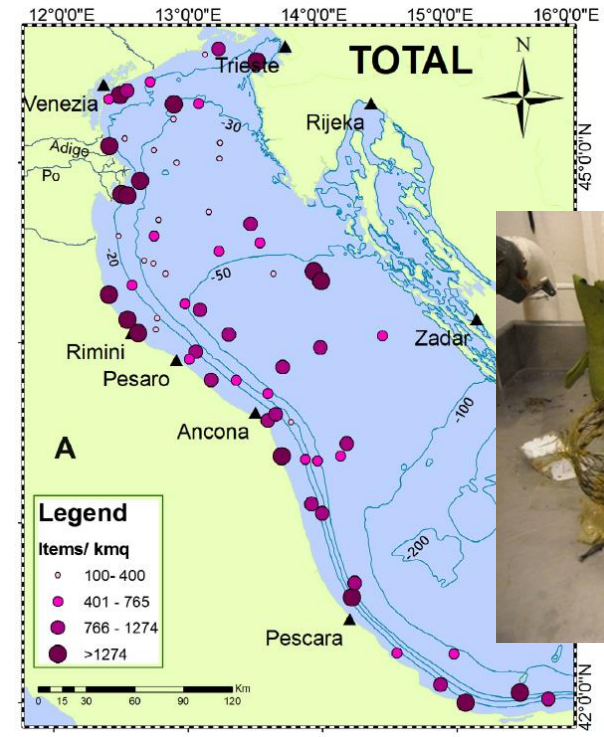 12°0'0"E 13°0'0"E 14°0'0"E 15°0'0"E 16°0'0"E
TOTAL
N
Trieste
Venezia
Rijeka
-30
Adige
Po
45°0'0"N
-20
-50
Zadar
Rimini
Pesaro
-100
Ancona
A
-200
Legend
Items/ kmq
100- 400
401 - 765
766 - 1274
>1274
Pescara
Km
0 15 30 60 90 120
42°0'0"N